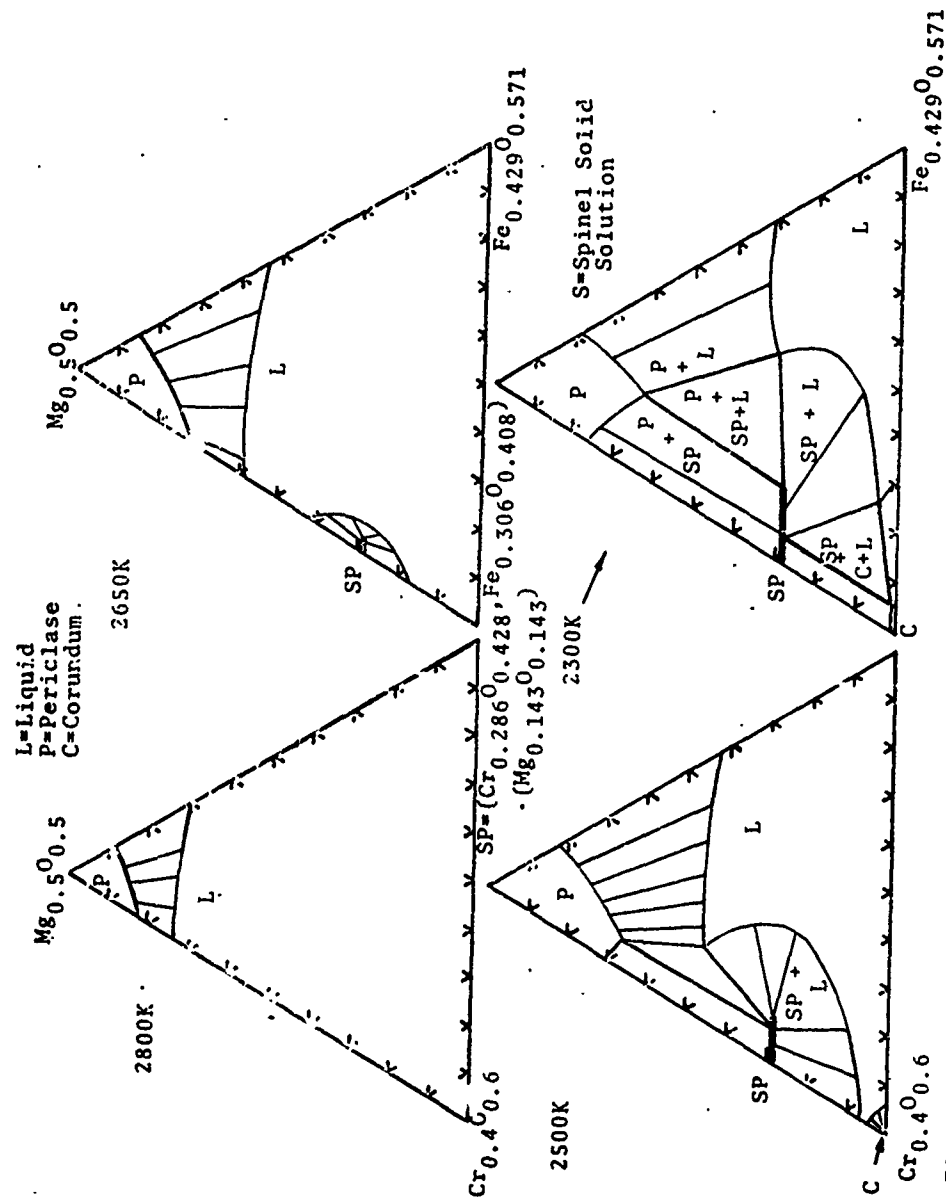 L=Liquid
P=Periclase
C=Corundum.
2800K
Mg0.5O0.5
P
L
Cr0.4O0.6
2650K
Mg0.5O0.5
P
L
SP
Fe0.429O0.571
SP=(Cr0.286O0.428,Fe0.306O0.408)
·(Mg0.143O0.143)
2500K
P
L
SP
SP +
L
C
Cr0.4O0.6
2300K
S=Spinel Solid
Solution
P
P
+
L
P
+
SP
P
+
SP+L
SP
SP + L
SP
+
C+L
L
C
Fe0.429O0.571